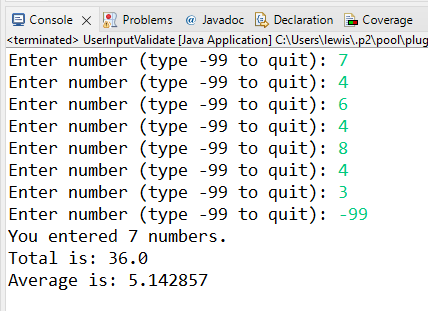 Console Problems Javadoc Declaration Coverage
<terminated> UserInputValidate [Java Application] C:\Users\lewis\.p2\pool\plug
Enter number (type -99 to quit): 7
Enter number (type -99 to quit): 4
Enter number (type -99 to quit): 6
Enter number (type -99 to quit): 4
Enter number (type -99 to quit): 8
Enter number (type -99 to quit): 4
Enter number (type -99 to quit): 3
Enter number (type -99 to quit): -99
You entered 7 numbers.
Total is: 36.0
Average is: 5.142857